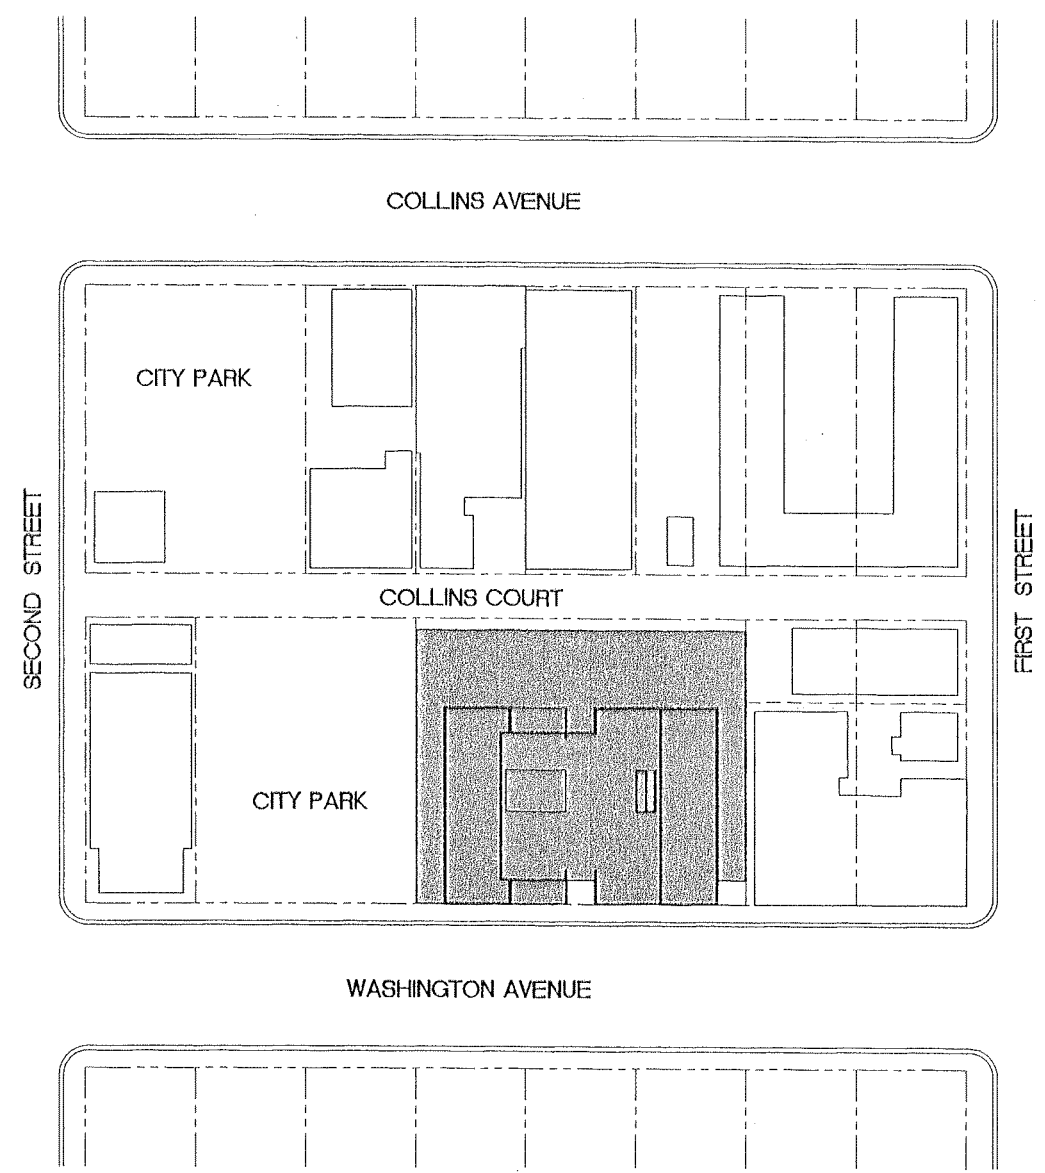 COLLINS AVENUE
CITY PARK
SECOND STREET
FIRST STREET
COLLINS COURT
CITY PARK
WASHINGTON AVENUE